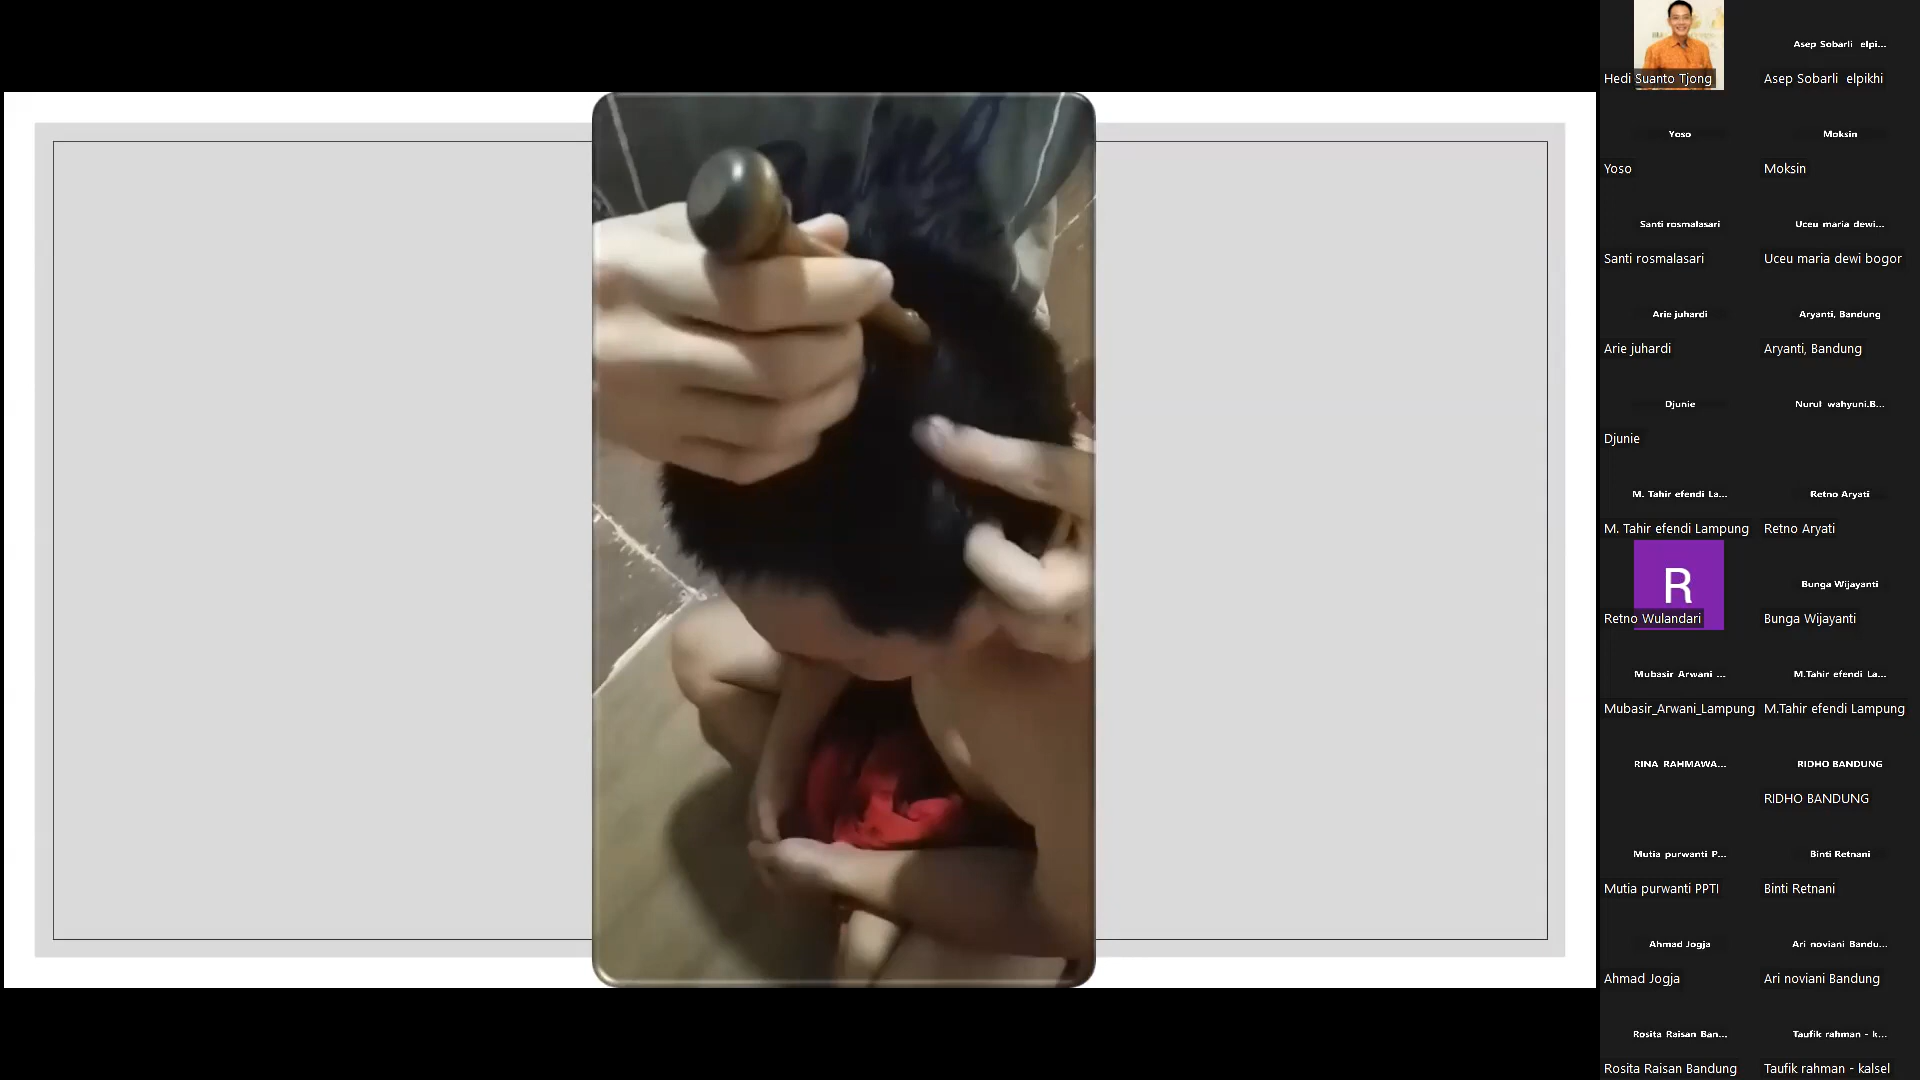 Hedi Suanto Tjong
Asep Sobarli elpi...
Asep Sobarli elpikhi
Yoso
Yoso
Moksin
Moksin
Santi rosmalasari
Santi rosmalasari
Uceu maria dewi...
Uceu maria dewi bogor
Arie juhardi
Arie juhardi
Aryanti, Bandung
Aryanti, Bandung
Djunie
Djunie
Nurul wahyuni.B...
M. Tahir efendi La...
M. Tahir efendi Lampung
Retno Aryati
Retno Aryati
R
Retno Wulandari
Bunga Wijayanti
Bunga Wijayanti
Mubasir Arwani ...
Mubasir_Arwani_Lampung
M.Tahir efendi La...
M.Tahir efendi Lampung
RINA RAHMAWA...
RIDHO BANDUNG
RIDHO BANDUNG
Mutia purwanti P...
Mutia purwanti PPTI
Binti Retnani
Binti Retnani
Ahmad Jogja
Ahmad Jogja
Ari noviani Bandu...
Ari noviani Bandung
Rosita Raisan Ban...
Rosita Raisan Bandung
Taufik rahman - k...
Taufik rahman - kalsel